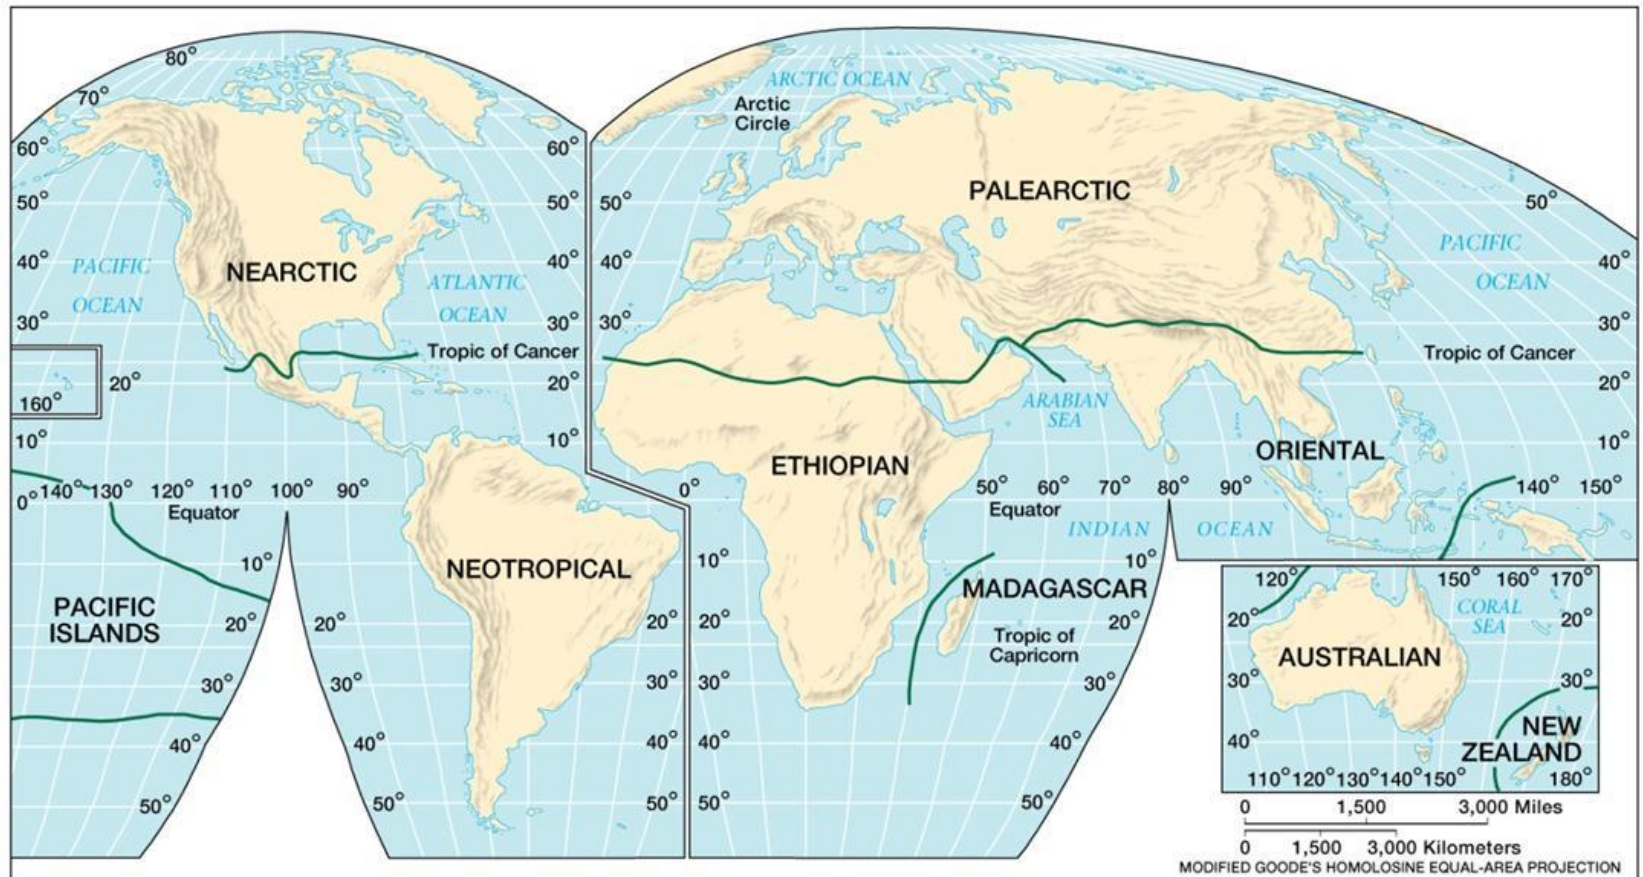 80°
ARCTIC OCEAN
70°
Arctic
Circle
60°
60°
PALEARCTIC
50°
50°
50°
50°
PACIFIC
OCEAN
40°
NEARCTIC
ATLANTIC
OCEAN
40°
40°
PACIFIC
OCEAN
40°
30°
30°
30°
30°
Tropic of Cancer
Tropic of Cancer
20°
20°
20°
160°
ARABIAN
SEA
10°
10°
10°
ETHIOPIAN
ORIENTAL
0°
140°
130°
120°
110°
100°
90°
0°
50°
60°
70°
80°
90°
140°
150°
Equator
Equator
INDIAN
OCEAN
10°
NEOTROPICAL
10°
10°
MADAGASCAR
PACIFIC
ISLANDS
20°
20°
20°
20°
20°
Tropic of
Capricorn
30°
30°
30°
30°
30°
40°
40°
40°
40°
40°
50°
50°
50°
50°
50°
120°
150°
160°
170°
20°
CORAL
SEA
20°
AUSTRALIAN
30°
30°
NEW
ZEALAND
40°
110°
120°
130°
140°
150°
180°
0
1,500
3,000 Miles
0
1,500
3,000 Kilometers
MODIFIED GOODE'S HOMOLOSINE EQUAL-AREA PROJECTION